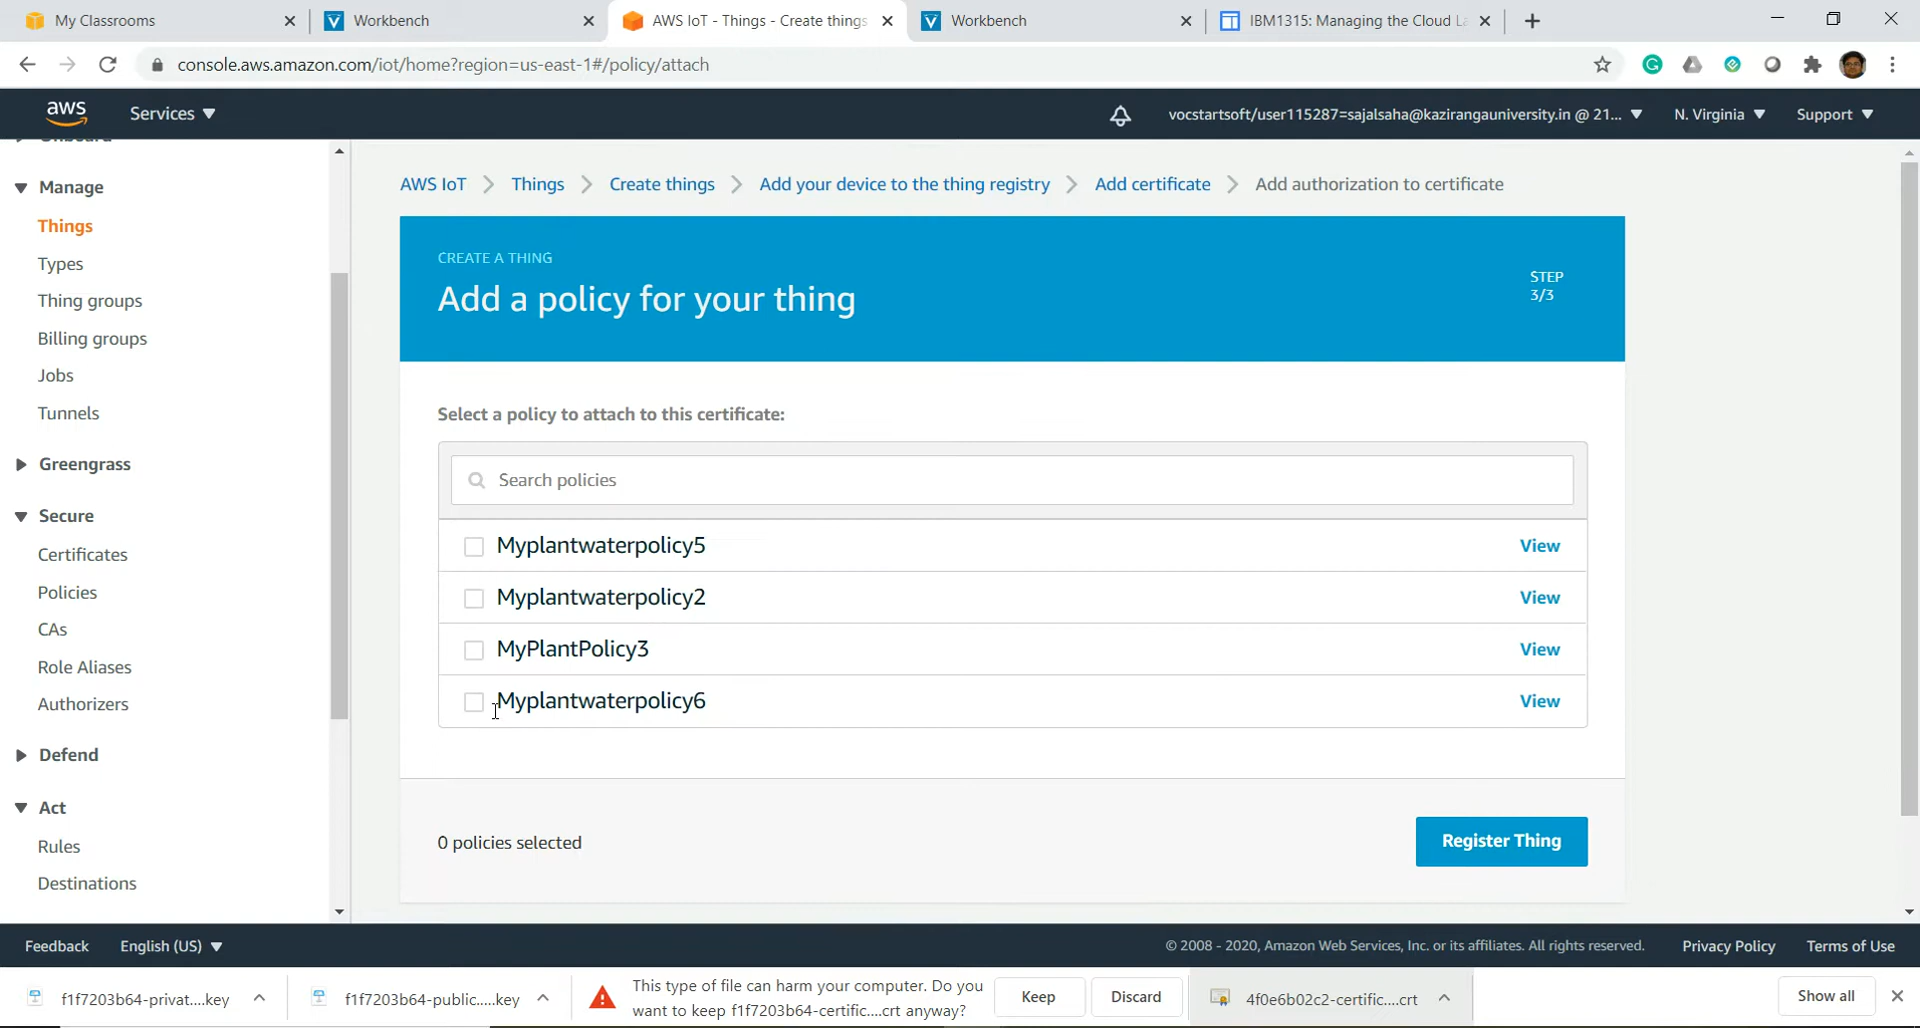 My Classrooms
Workbench
AWS IoT - Things - Create things
Workbench
IBM1315: Managing the Cloud La
console.aws.amazon.com/iot/home?region=us-east-1#/policy/attach
aws
Services
vocstartsoft/user115287=sajalsaha@kazirangauniversity.in @ 21...
N. Virginia
Support
Onboard
Manage
Things
Types
Thing groups
Billing groups
Jobs
Tunnels
Greengrass
Secure
Certificates
Policies
CAs
Role Aliases
Authorizers
Defend
Act
Rules
Destinations
AWS IoT
Things
Create things
Add your device to the thing registry
Add certificate
Add authorization to certificate
CREATE A THING
Add a policy for your thing
STEP
3/3
Select a policy to attach to this certificate:
Search policies
Myplantwaterpolicy5 View
Myplantwaterpolicy2 View
MyPlantPolicy3 View
Myplantwaterpolicy6 View
0 policies selected
Register Thing
Feedback
English (US)
© 2008 - 2020, Amazon Web Services, Inc. or its affiliates. All rights reserved.
Privacy Policy
Terms of Use
f1f7203b64-privat....key
f1f7203b64-public.....key
This type of file can harm your computer. Do you
want to keep f1f7203b64-certific....crt anyway?
Keep
Discard
4f0e6b02c2-certific....crt
Show all